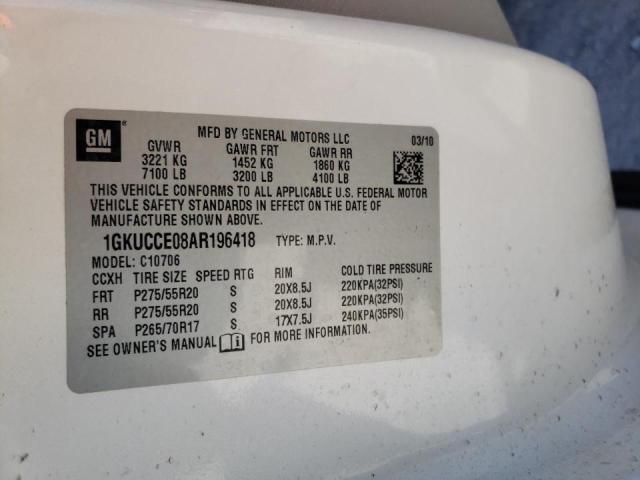 GM
MFD BY GENERAL MOTORS LLC 03/10
GVWR GAWR FRT GAWR RR
3221 KG 1452 KG 1860 KG
7100 LB 3200 LB 4100 LB
THIS VEHICLE CONFORMS TO ALL APPLICABLE U.S. FEDERAL MOTOR
VEHICLE SAFETY STANDARDS IN EFFECT ON THE DATE OF
MANUFACTURE SHOWN ABOVE.
1GKUCCE08AR196418 TYPE: M.P.V.
MODEL: C10706
CCXH TIRE SIZE SPEED RTG RIM COLD TIRE PRESSURE
FRT P275/55R20 S 20X8.5J 220KPA(32PSI)
RR P275/55R20 S 20X8.5J 220KPA(32PSI)
SPA P265/70R17 S 17X7.5J 240KPA(35PSI)
SEE OWNER'S MANUAL FOR MORE INFORMATION.